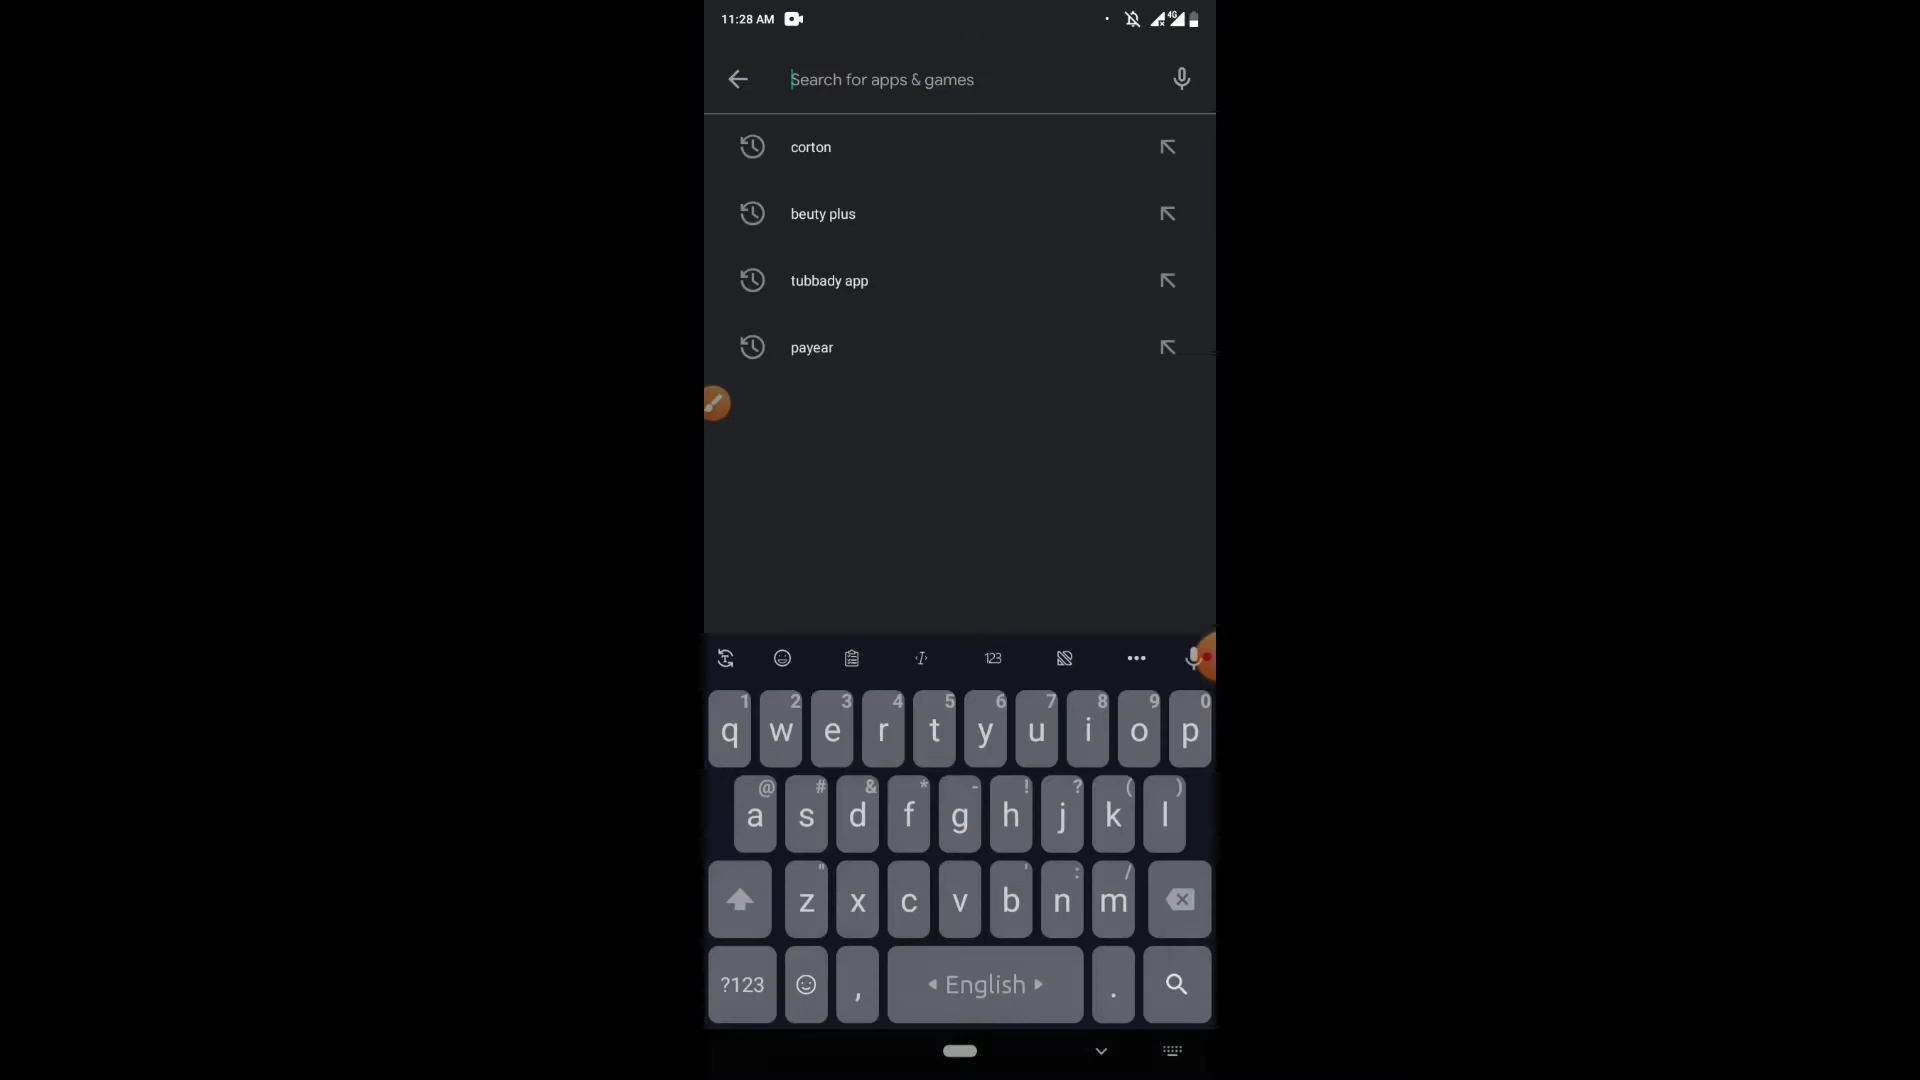 11:28 AM
4G
Search for apps & games
corton
beuty plus
tubbady app
payear
123
1 2 3 4 5 6 7 8 9 0
q w e r t y u i o p
@ # & * - ! ? ( )
a s d f g h j k l
" ' : /
z x c v b n m
?123 , English .